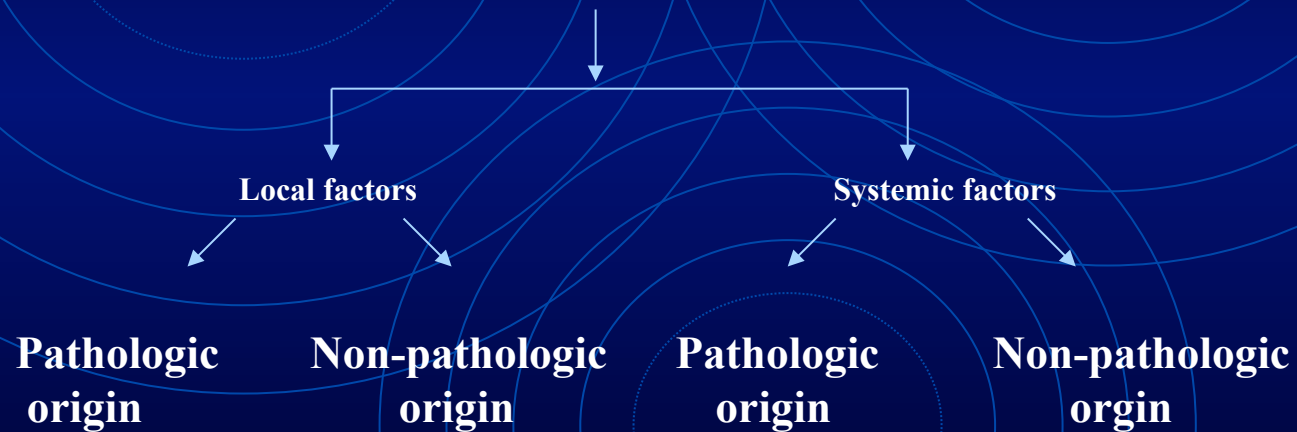 Local factors
Systemic factors
Pathologic
origin
Non-pathologic
origin
Pathologic
origin
Non-pathologic
orgin